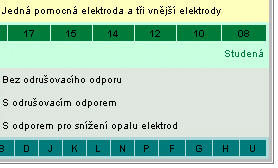 Jedná pomocná elektroda a tři vnější elektrody
17 15 14 12 10 08
Studená
Bez odrušovacího odporu
S odrušovacím odporem
S odporem pro snížení opalu elektrod
S B C D E F G H U